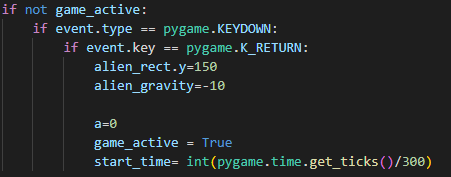 if not game_active:
    if event.type == pygame.KEYDOWN:
        if event.key == pygame.K_RETURN:
            alien_rect.y=150
            alien_gravity=-10

            a=0
            game_active = True
            start_time= int(pygame.time.get_ticks()/300)